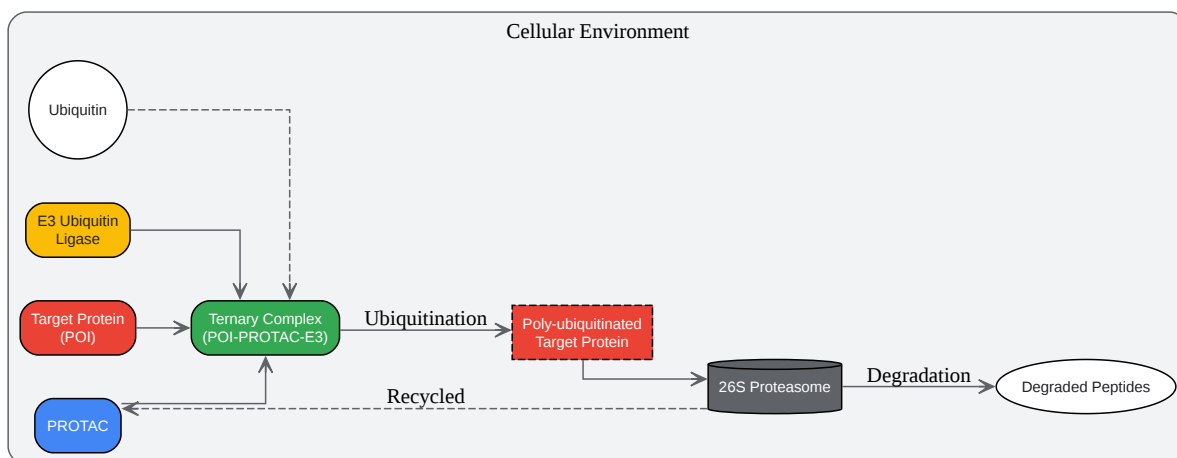 Cellular Environment
Ubiquitin
E3 Ubiquitin
Ligase
Target Protein
(POI)
Ternary Complex
(POI-PROTAC-E3)
Ubiquitination
Poly-ubiquitinated
Target Protein
26S Proteasome
Degradation
Degraded Peptides
Recycled
PROTAC